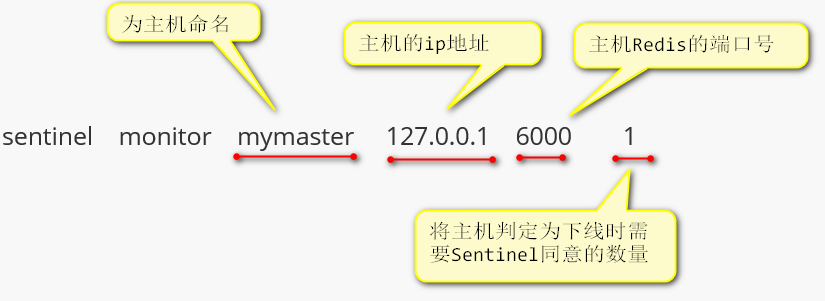 为主机命名
主机的ip地址
主机Redis的端口号
sentinel monitor mymaster 127.0.0.1 6000 1
将主机判定为下线时需
要Sentinel同意的数量